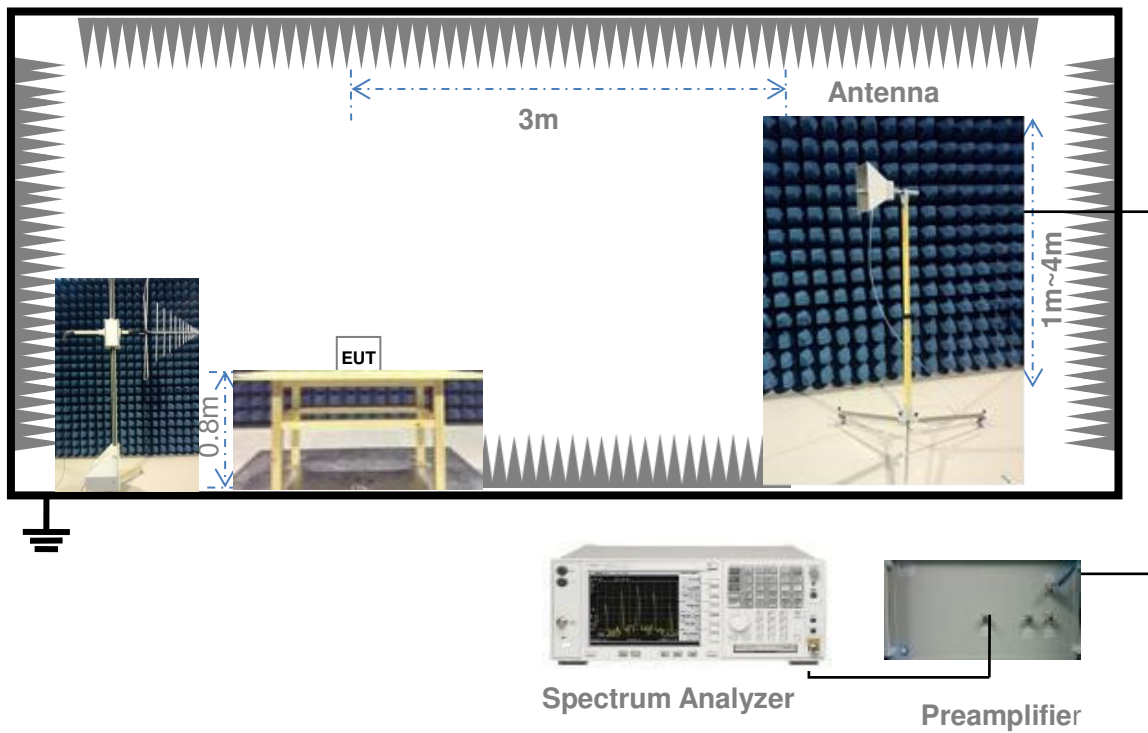 Antenna
3m
1m~4m
EUT
0.8m
Spectrum Analyzer
Preamplifier